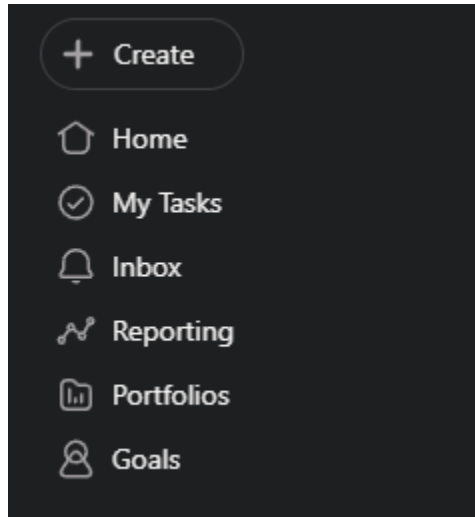 Create
Home
My Tasks
Inbox
Reporting
Portfolios
Goals